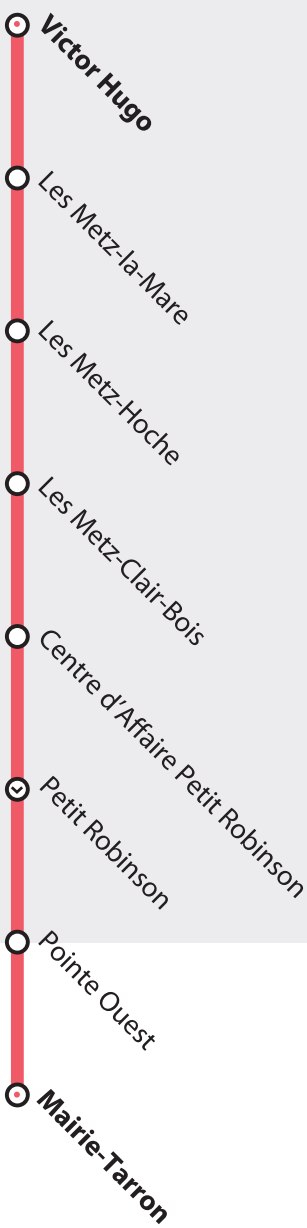 Victor Hugo
Les Metz-la-Mare
Les Metz-Hoche
Les Metz-Clair-Bois
Centre d'Affaire Petit Robinson
Petit Robinson
Pointe Ouest
Mairie-Tarron